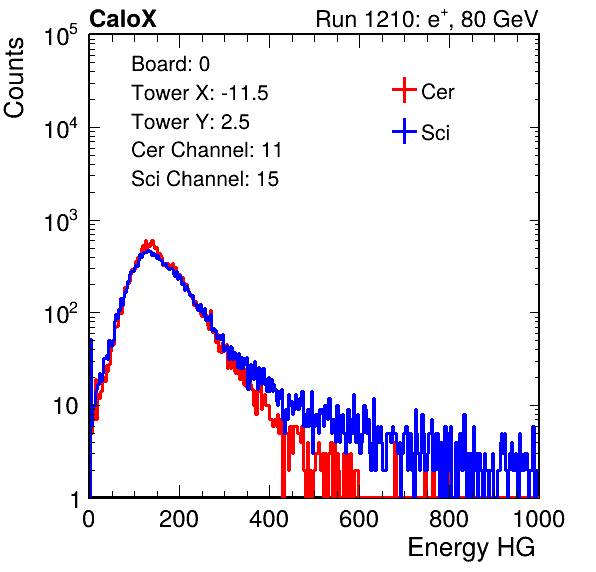 CaloX Run 1210: e⁺, 80 GeV
Board: 0
Tower X: -11.5
Tower Y: 2.5
Cer Channel: 11
Sci Channel: 15
Cer
Sci
Counts
10⁵
10⁴
10³
10²
10
1
0 200 400 600 800 1000
Energy HG